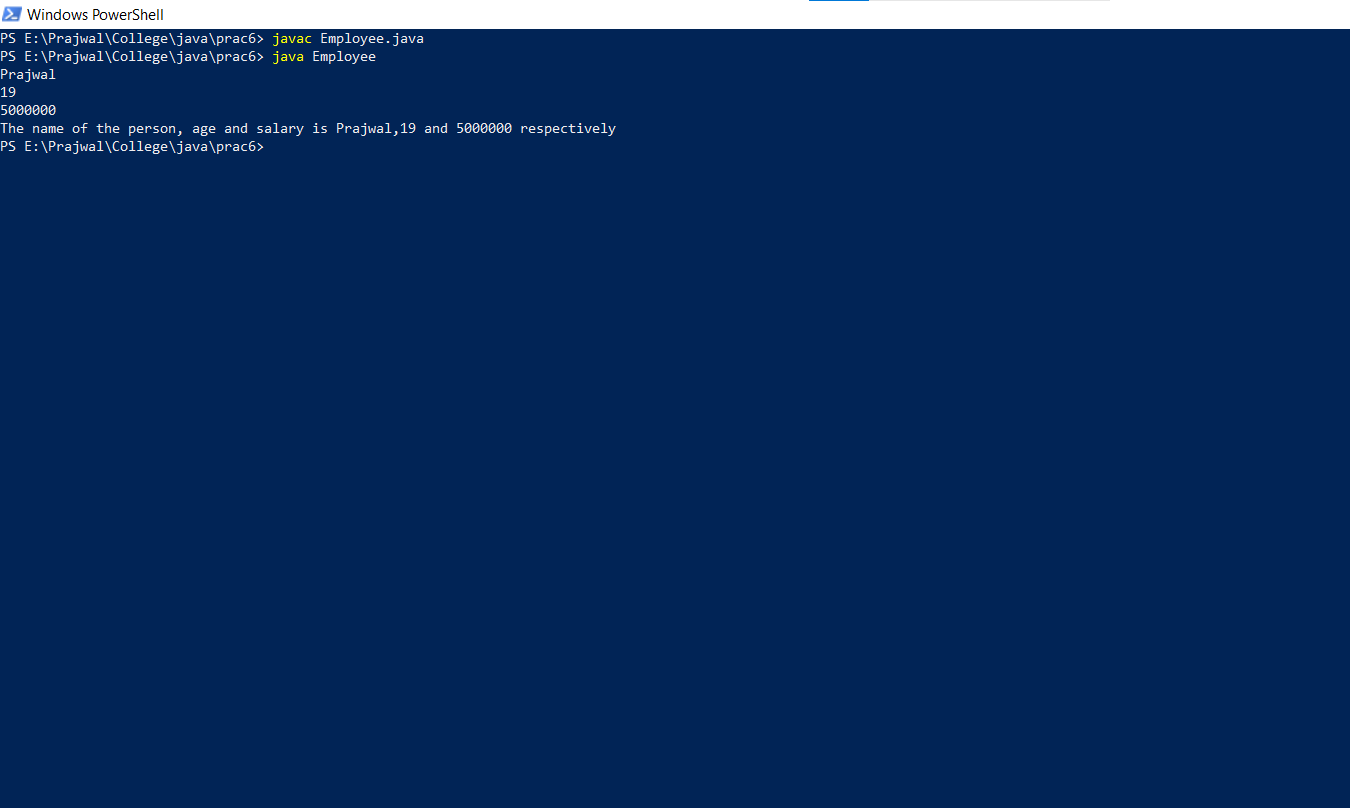 Windows PowerShell
PS E:\Prajwal\College\java\prac6> javac Employee.java
PS E:\Prajwal\College\java\prac6> java Employee
Prajwal
19
5000000
The name of the person, age and salary is Prajwal,19 and 5000000 respectively
PS E:\Prajwal\College\java\prac6>